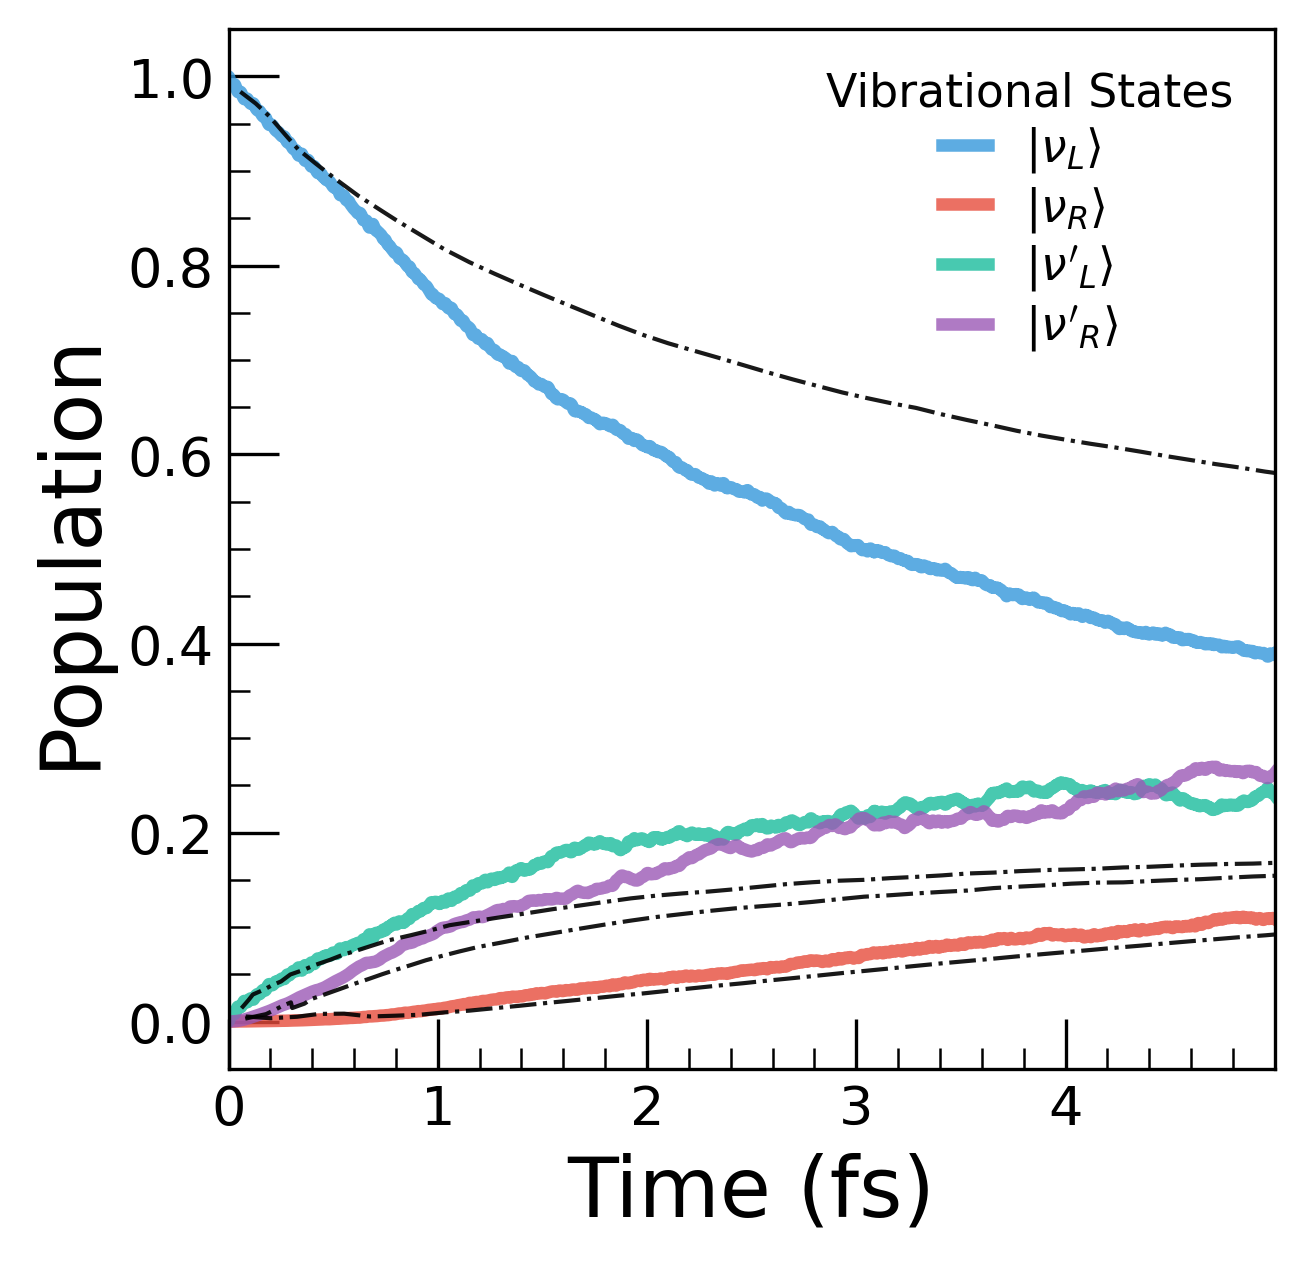 Vibrational States
|ν_L⟩
|ν_R⟩
|ν′_L⟩
|ν′_R⟩
1.0
0.8
0.6
0.4
0.2
0.0
Population
0 1 2 3 4
Time (fs)